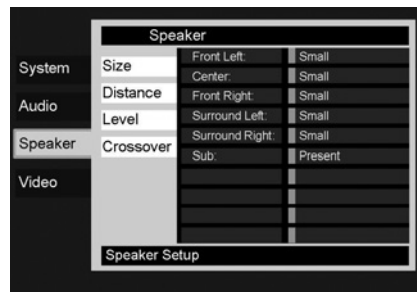 Speaker
System
Audio
Speaker
Video
Size
Distance
Level
Crossover
Front Left: Small
Center: Small
Front Right: Small
Surround Left: Small
Surround Right: Small
Sub: Present
Speaker Setup